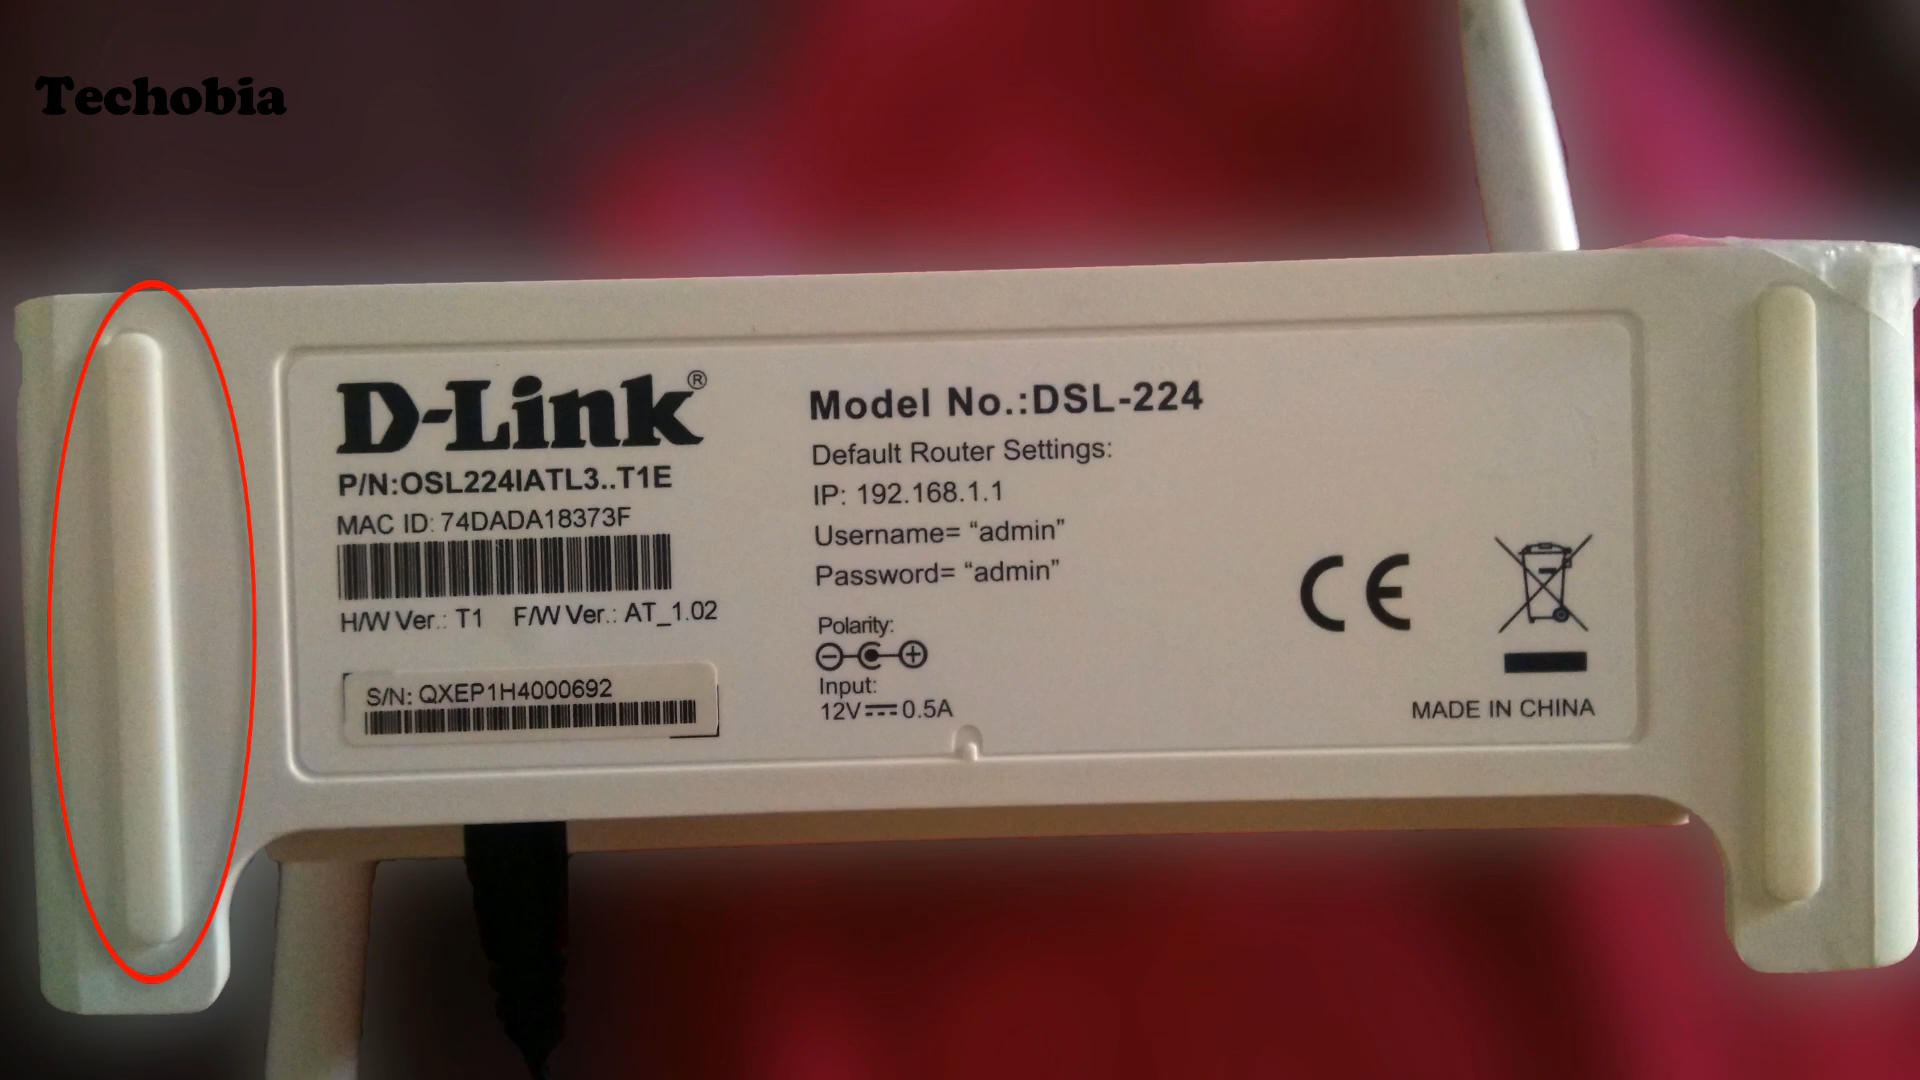 Techobia
D-Link®
P/N:OSL224IATL3..T1E
MAC ID: 74DADA18373F
H/W Ver.: T1 F/W Ver.: AT_1.02
S/N: QXEP1H4000692
Model No.:DSL-224
Default Router Settings:
IP: 192.168.1.1
Username= “admin”
Password= “admin”
Polarity:
Input:
12V⎓0.5A
CE
MADE IN CHINA